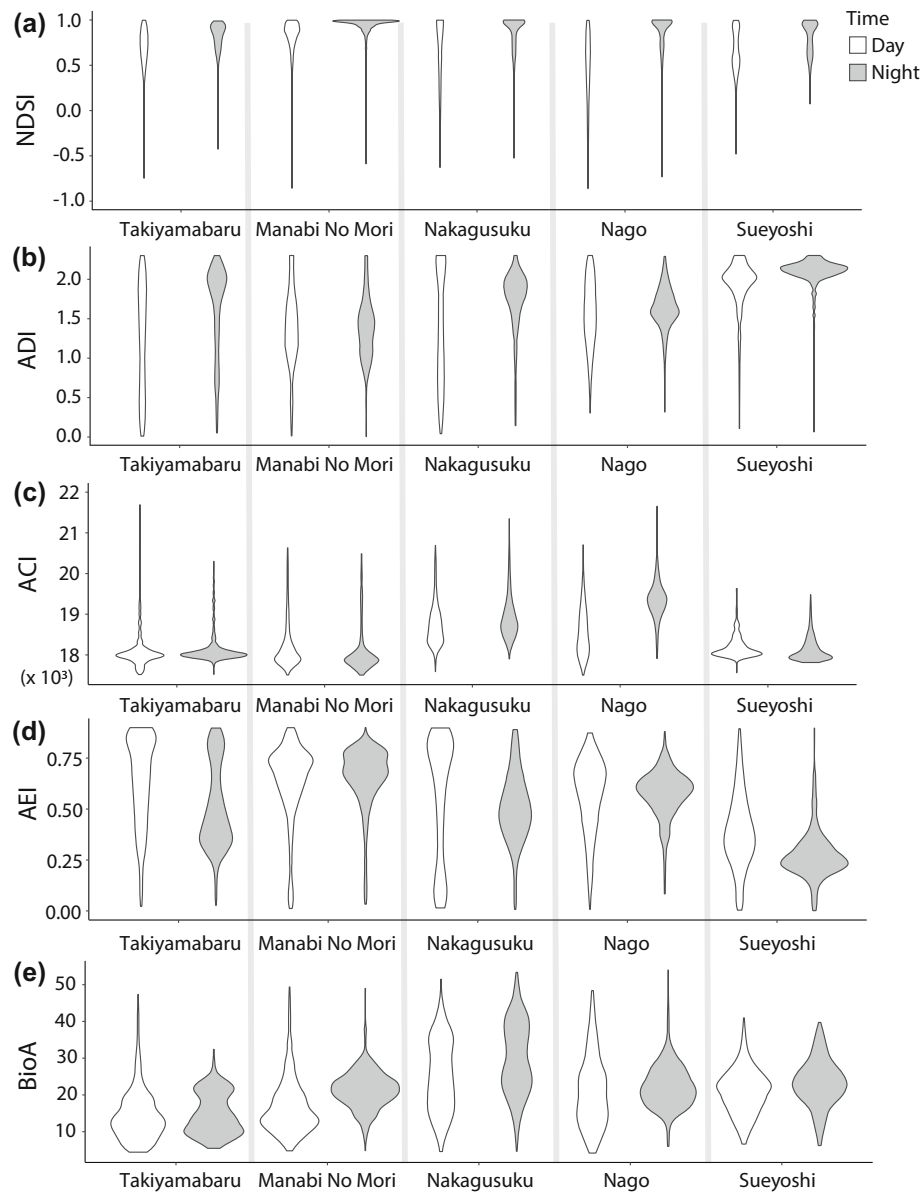 (a)
NDSI
1.0
0.5
0.0
-0.5
-1.0
Time
Day
Night
Takiyamabaru Manabi No Mori Nakagusuku Nago Sueyoshi
(b)
ADI
2.0
1.5
1.0
0.5
0.0
Takiyamabaru Manabi No Mori Nakagusuku Nago Sueyoshi
(c)
ACI
(x 10³)
22
21
20
19
18
Takiyamabaru Manabi No Mori Nakagusuku Nago Sueyoshi
(d)
AEI
0.75
0.50
0.25
0.00
Takiyamabaru Manabi No Mori Nakagusuku Nago Sueyoshi
(e)
BioA
50
40
30
20
10
Takiyamabaru Manabi No Mori Nakagusuku Nago Sueyoshi